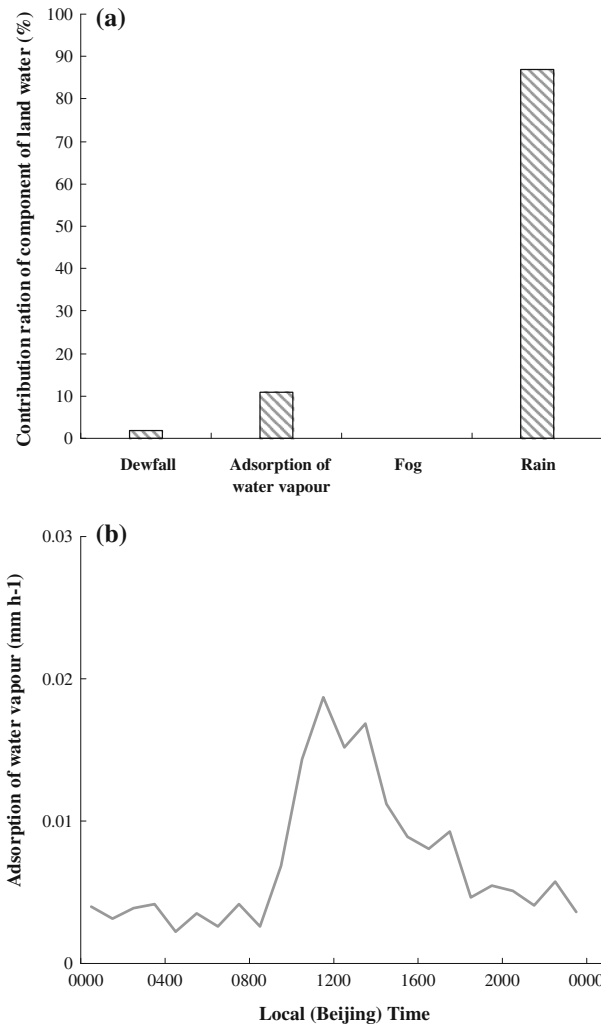 (a)
Contribution ration of component of land water (%)
100
90
80
70
60
50
40
30
20
10
0
Dewfall
Adsorption of
water vapour
Fog
Rain
(b)
Adsorption of water vapour (mm h-1)
0.03
0.02
0.01
0
0000 0400 0800 1200 1600 2000 0000
Local (Beijing) Time